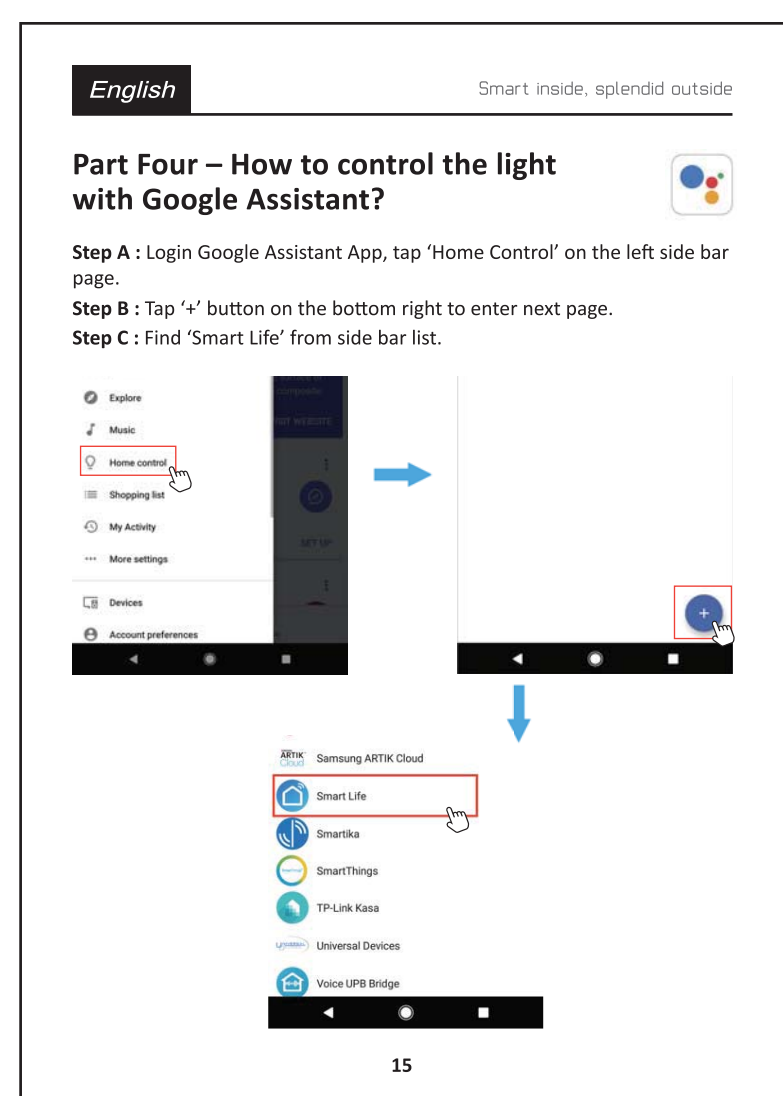 English
Smart inside, splendid outside
Part Four – How to control the light
with Google Assistant?
Step A : Login Google Assistant App, tap ‘Home Control’ on the left side bar
page.
Step B : Tap ‘+’ button on the bottom right to enter next page.
Step C : Find ‘Smart Life’ from side bar list.
Explore
Music
Home control
Shopping list
My Activity
More settings
Devices
Account preferences
composite
VISIT WEBSITE
SET UP
+
ARTIK
Cloud
Samsung ARTIK Cloud
Smart Life
Smartika
SmartThings
TP-Link Kasa
Universal Devices
Voice UPB Bridge
15